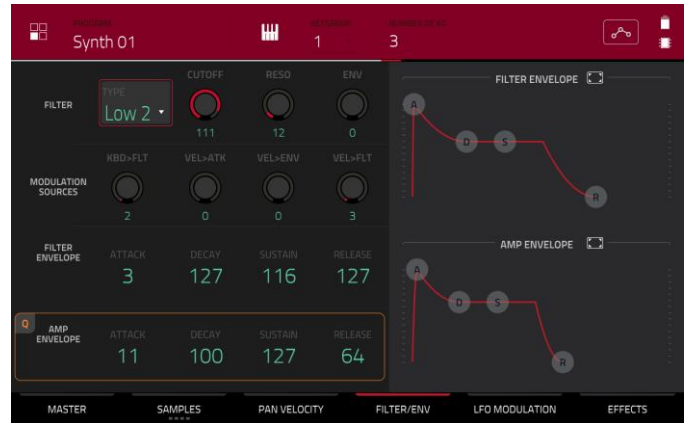 Synth 01
1
3
FILTER
TYPE
Low 2
CUTOFF
111
RESO
12
ENV
0
MODULATION
SOURCES
KBD>FLT
2
VEL>ATK
0
VEL>ENV
0
VEL>FLT
3
FILTER
ENVELOPE
ATTACK
3
DECAY
127
SUSTAIN
116
RELEASE
127
Q
AMP
ENVELOPE
ATTACK
11
DECAY
100
SUSTAIN
127
RELEASE
64
FILTER ENVELOPE
A
D
S
R
AMP ENVELOPE
A
D
S
R
MASTER
SAMPLES
PAN VELOCITY
FILTER/ENV
LFO MODULATION
EFFECTS